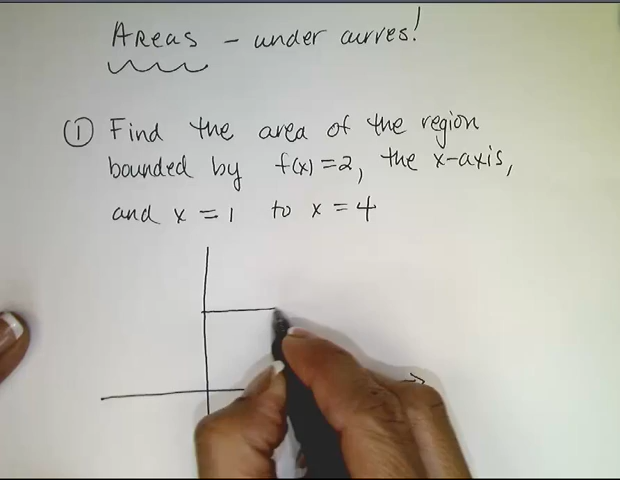 AReas - under curves!
① Find the area of the region
bounded by f(x) = 2, the x-axis,
and x = 1 to x = 4